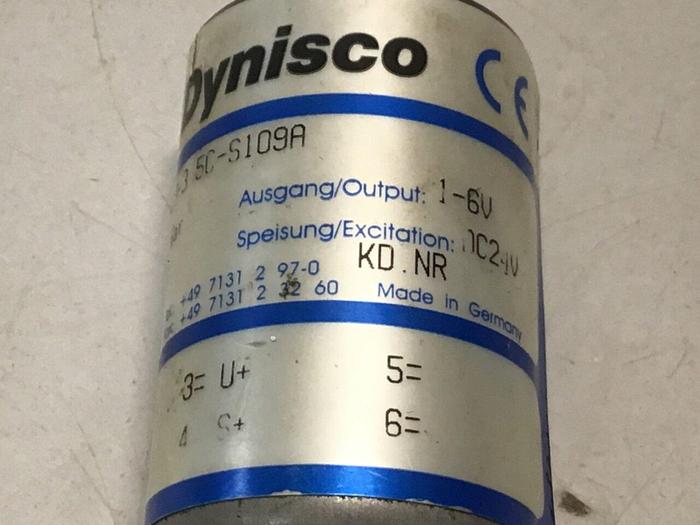 Dynisco CE
5C-S109A
Ausgang/Output: 1-6V
Speisung/Excitation:
KD.NR
+49 7131 2 97-0
+49 7131 2 32 60 Made in Germany
3= U+ 5=
4 S+ 6=